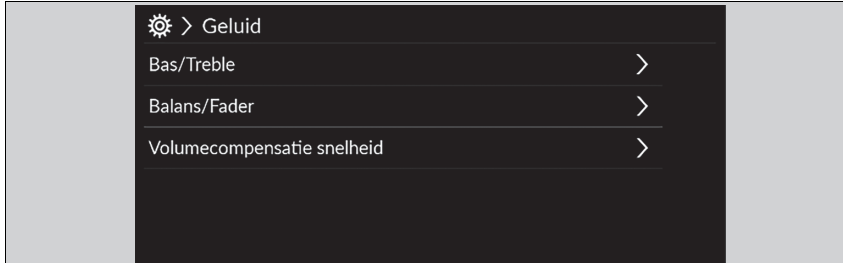 Geluid
Bas/Treble
Balans/Fader
Volumecompensatie snelheid